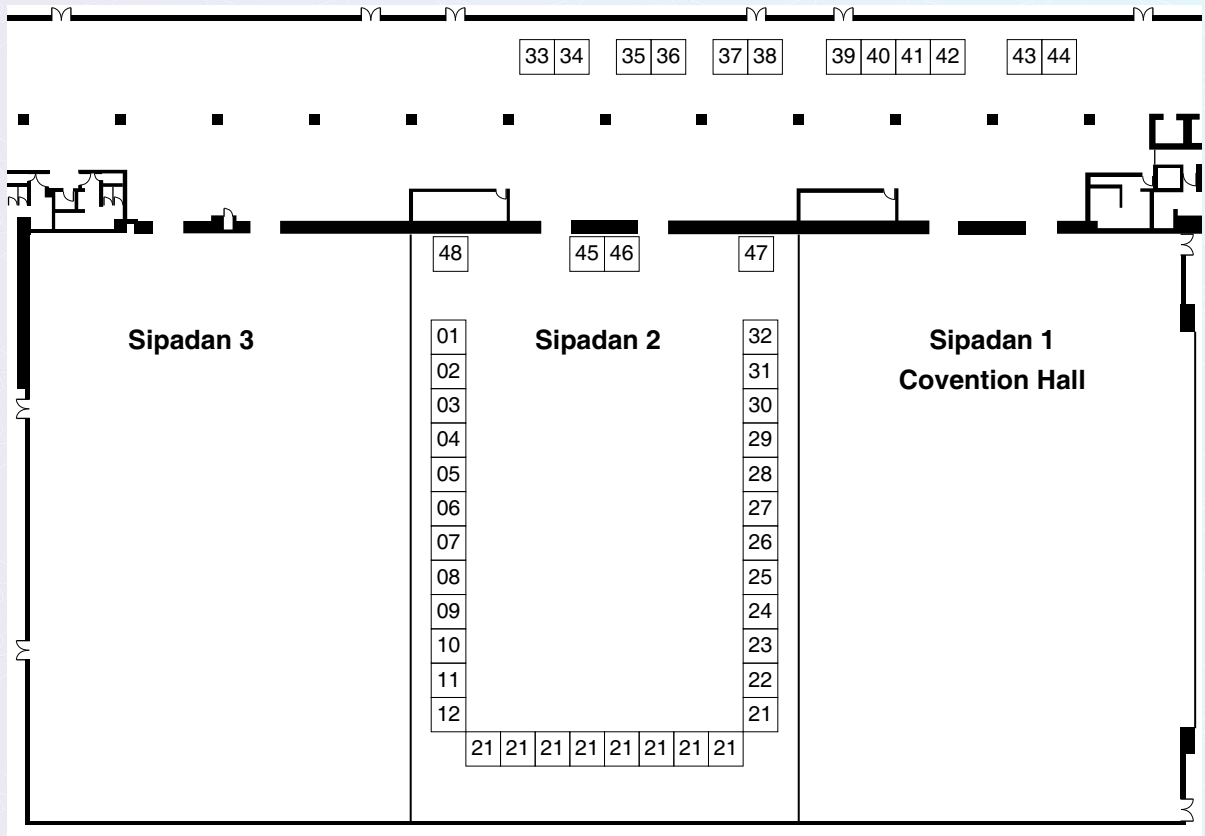 33 34 35 36 37 38 39 40 41 42 43 44
48 45 46 47
Sipadan 3
Sipadan 2
Sipadan 1
Covention Hall
01 32
02 31
03 30
04 29
05 28
06 27
07 26
08 25
09 24
10 23
11 22
12 21
21 21 21 21 21 21 21 21